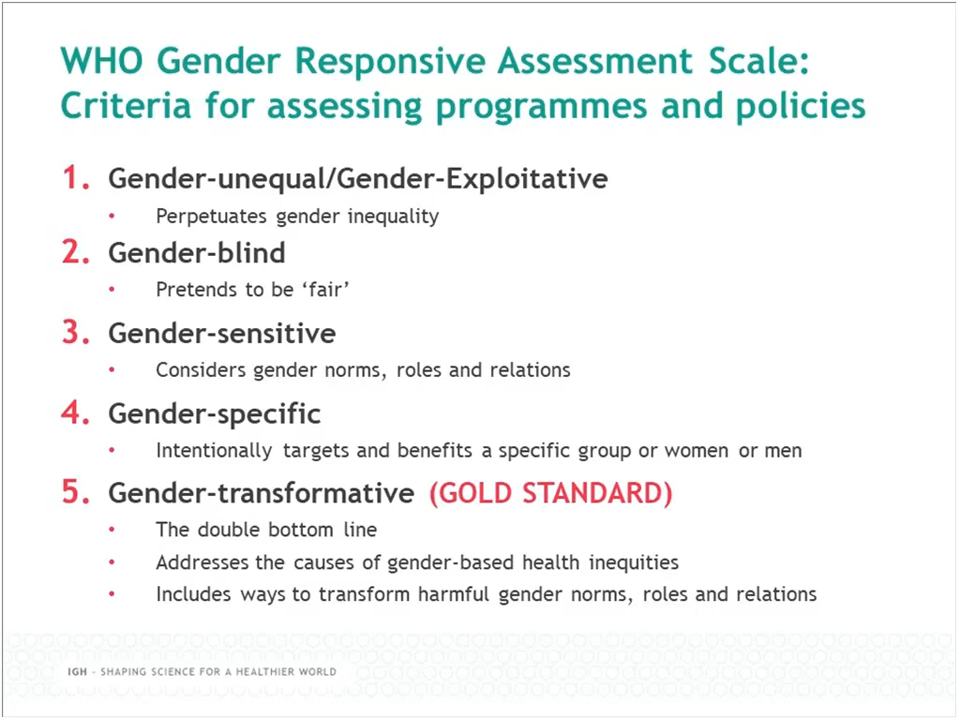 WHO Gender Responsive Assessment Scale:
Criteria for assessing programmes and policies
1. Gender-unequal/Gender-Exploitative
• Perpetuates gender inequality
2. Gender-blind
• Pretends to be ‘fair’
3. Gender-sensitive
• Considers gender norms, roles and relations
4. Gender-specific
• Intentionally targets and benefits a specific group or women or men
5. Gender-transformative (GOLD STANDARD)
• The double bottom line
• Addresses the causes of gender-based health inequities
• Includes ways to transform harmful gender norms, roles and relations
IGH - SHAPING SCIENCE FOR A HEALTHIER WORLD